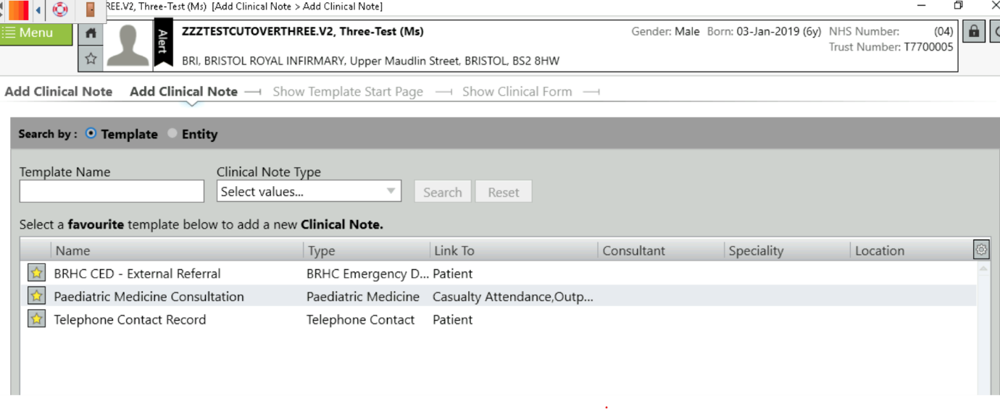 REE.V2, Three-Test (Ms) [Add Clinical Note > Add Clinical Note]
Menu
Alert
ZZZTESTCUTOVERTHREE.V2, Three-Test (Ms)
Gender: Male Born: 03-Jan-2019 (6y) NHS Number: (04)
Trust Number: T7700005
BRI, BRISTOL ROYAL INFIRMARY, Upper Maudlin Street, BRISTOL, BS2 8HW
Add Clinical Note Add Clinical Note Show Template Start Page Show Clinical Form
Search by : Template Entity
Template Name Clinical Note Type
Select values... Search Reset
Select a favourite template below to add a new Clinical Note.
Name Type Link To Consultant Speciality Location
BRHC CED - External Referral BRHC Emergency D... Patient
Paediatric Medicine Consultation Paediatric Medicine Casualty Attendance,Outp...
Telephone Contact Record Telephone Contact Patient